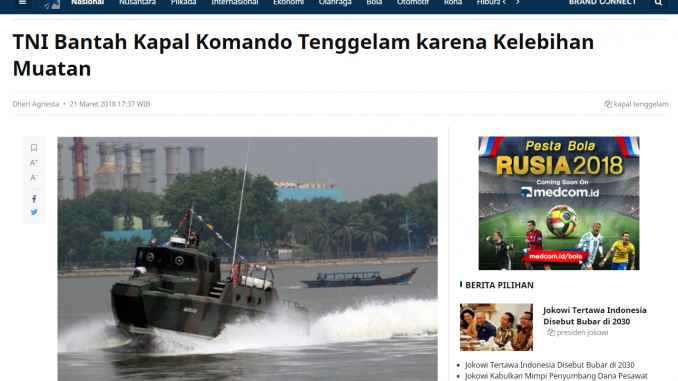 Nasional Nusantara Pilkada Internasional Ekonomi Olahraga Bola Otomotif Rona Hibura BRAND CONNECT
TNI Bantah Kapal Komando Tenggelam karena Kelebihan
Muatan
Dheri Agriesta • 21 Maret 2018 17:37 WIB
kapal tenggelam
A+
A-
Pesta Bola
RUSIA 2018
Coming Soon On
medcom.id
medcom.id/bola
BERITA PILIHAN
Jokowi Tertawa Indonesia
Disebut Bubar di 2030
presiden jokowi
• Jokowi Tertawa Indonesia Disebut Bubar di 2030
• Jokowi Kabulkan Mimpi Penyumbang Dana Pesawat